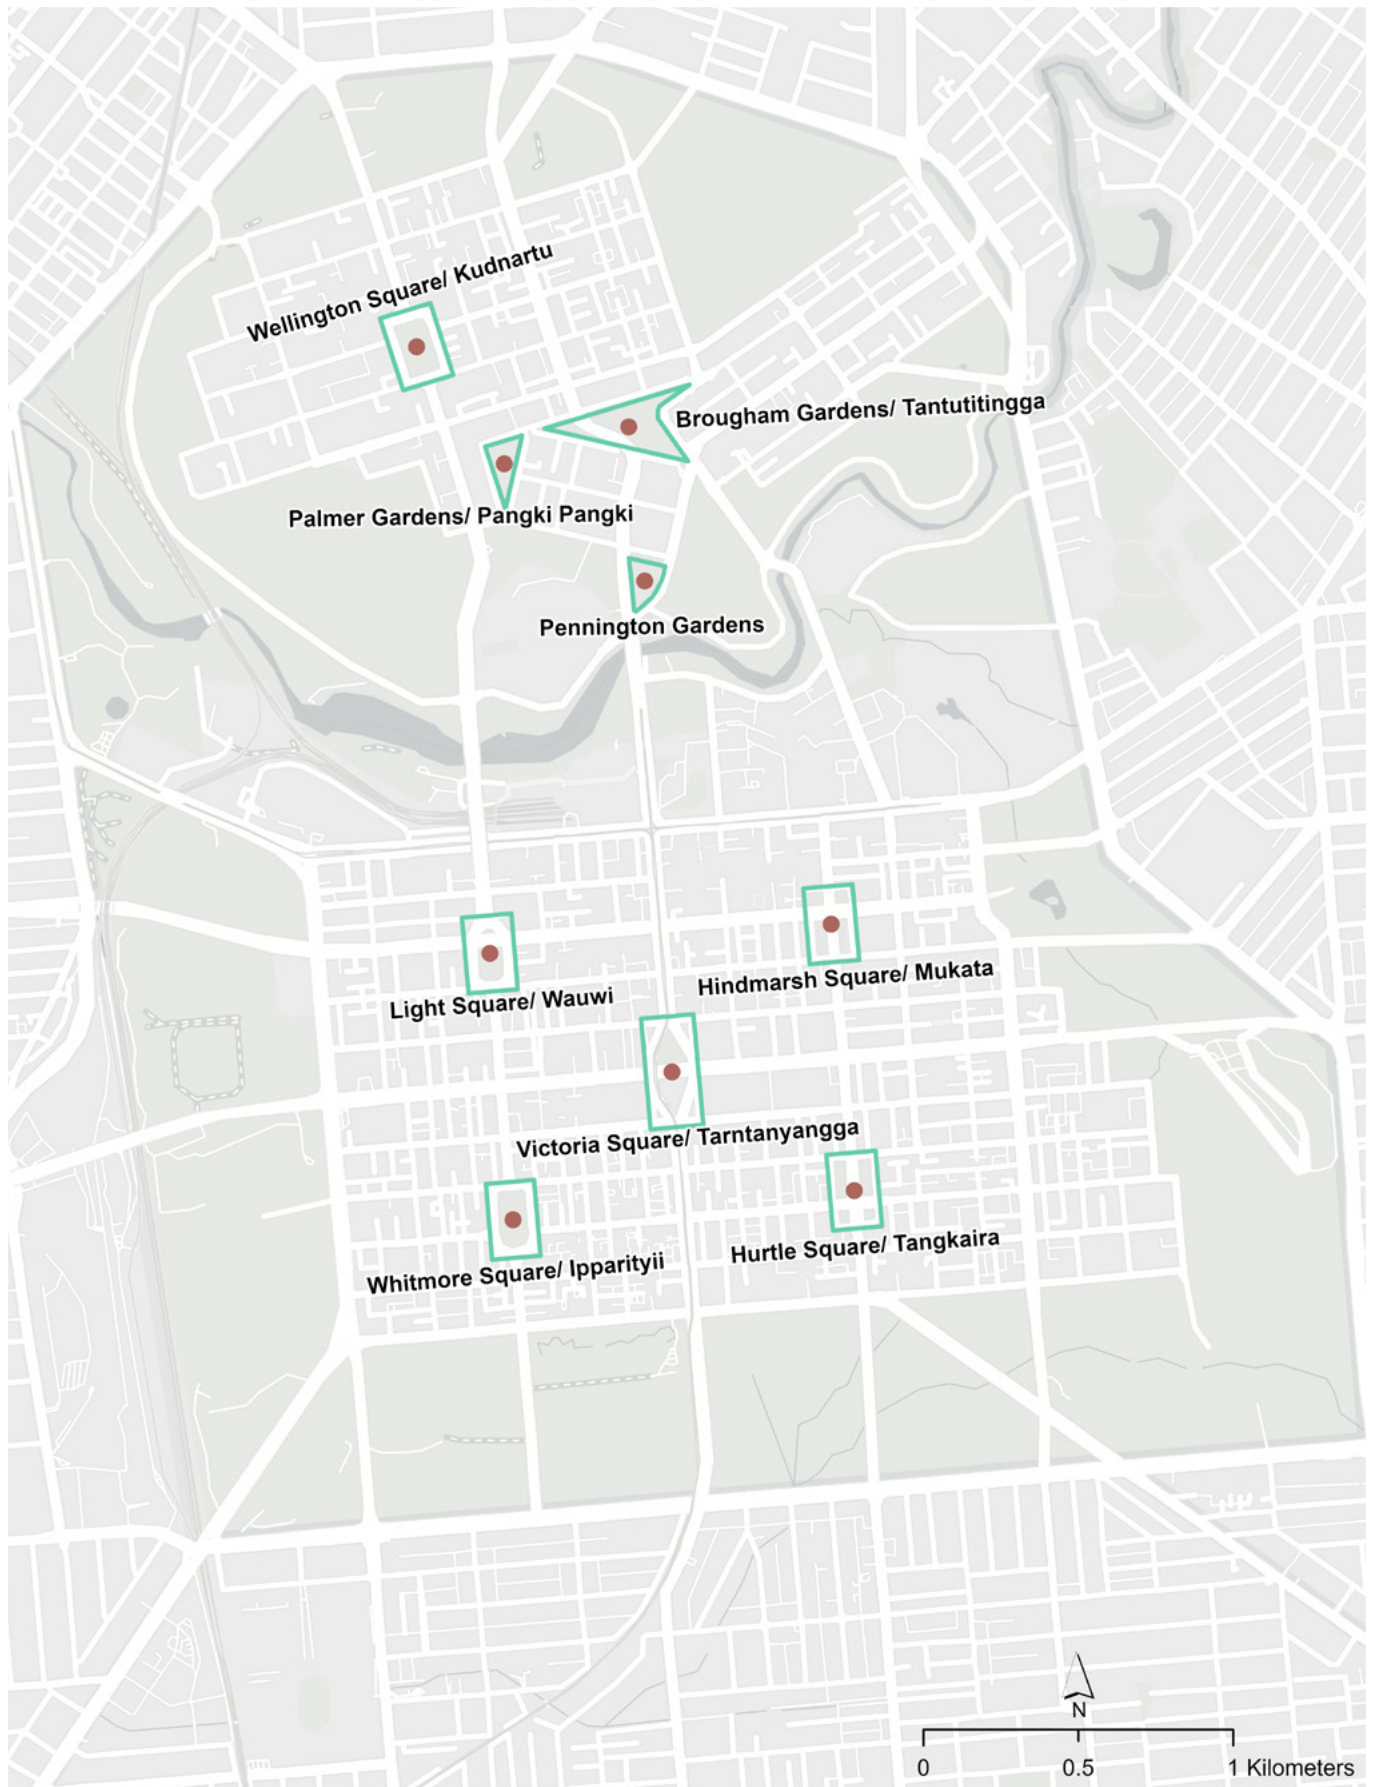 Wellington Square/ Kudnartu
Brougham Gardens/ Tantutitingga
Palmer Gardens/ Pangki Pangki
Pennington Gardens
Hindmarsh Square/ Mukata
Light Square/ Wauwi
Victoria Square/ Tarntanyangga
Hurtle Square/ Tangkaira
Whitmore Square/ Ipparityii
N
0 0.5 1 Kilometers